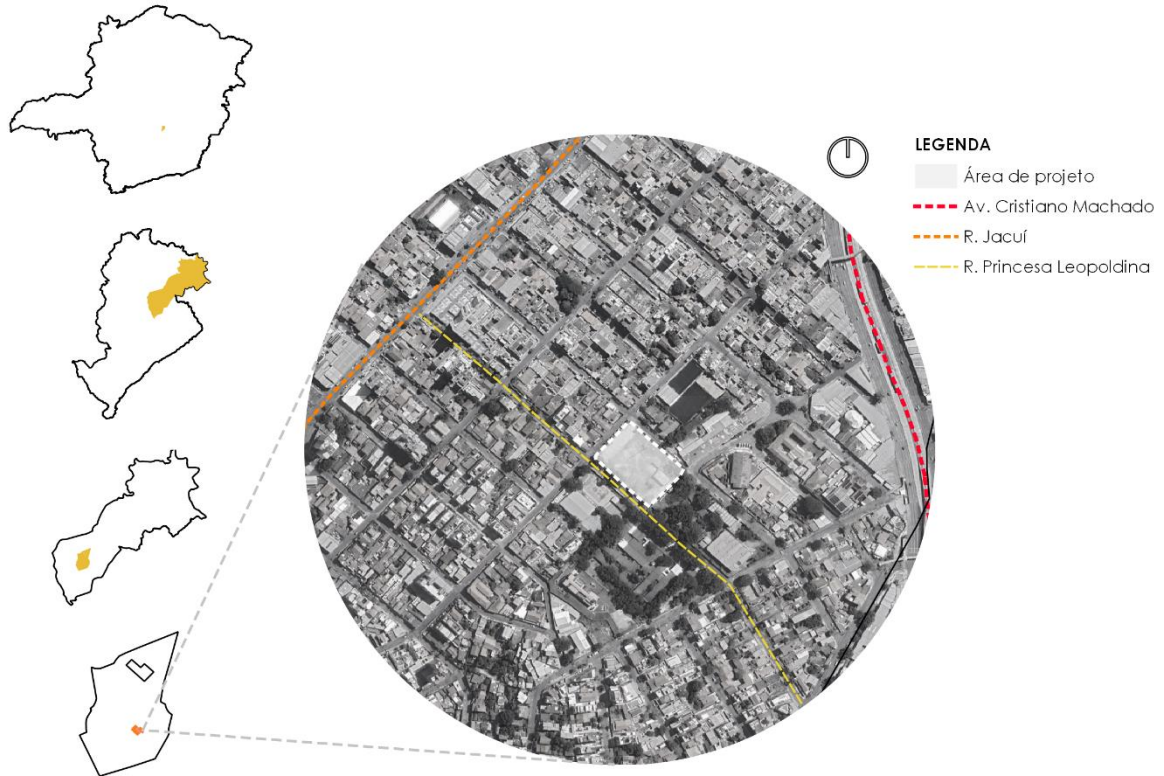 LEGENDA
Área de projeto
Av. Cristiano Machado
R. Jacuí
R. Princesa Leopoldina